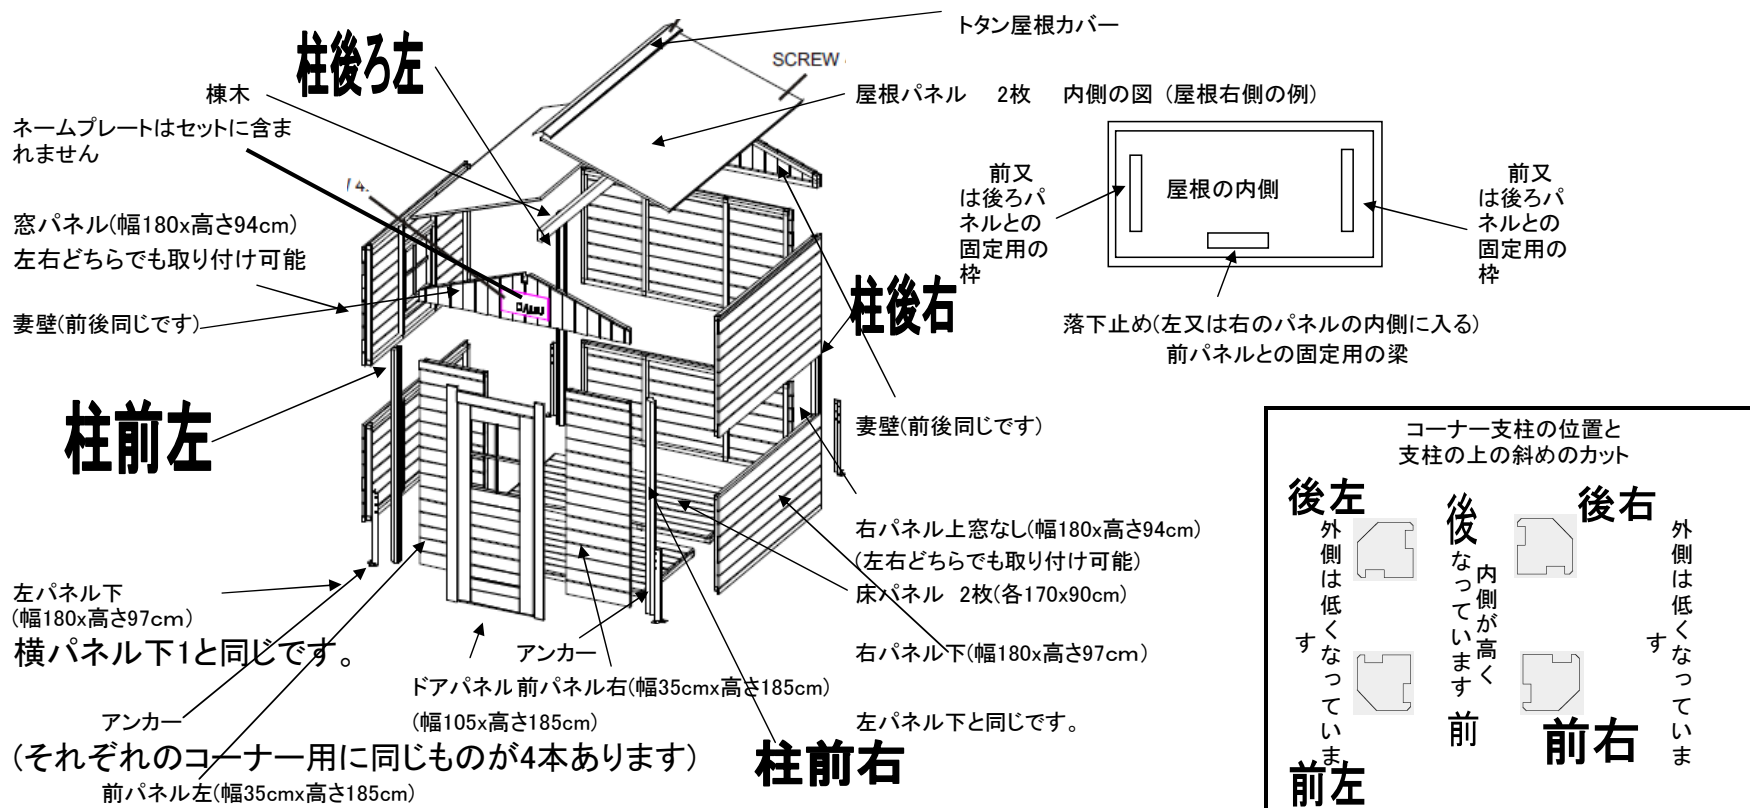 トタン屋根カバー
柱後ろ左
SCREW
棟木
屋根パネル　2枚　内側の図（屋根右側の例）
ネームプレートはセットに含ま
れません
/ 4.
窓パネル(幅180x高さ94cm)
左右どちらでも取り付け可能
妻壁(前後同じです)
前又
は後ろパ
ネルとの
固定用の
枠
屋根の内側
前又
は後ろパ
ネルとの
固定用の
枠
落下止め(左又は右のパネルの内側に入る)
前パネルとの固定用の梁
柱後右
柱前左
妻壁(前後同じです)
右パネル上窓なし(幅180x高さ94cm)
(左右どちらでも取り付け可能)
床パネル　2枚(各170x90cm)
右パネル下(幅180x高さ97cm)
左パネル下と同じです。
左パネル下
(幅180x高さ97cm)
横パネル下1と同じです。
アンカー
ドアパネル
(幅105x高さ185cm)
前パネル右(幅35cmx高さ185cm)
アンカー
(それぞれのコーナー用に同じものが4本あります)
前パネル左(幅35cmx高さ185cm)
柱前右
コーナー支柱の位置と
支柱の上の斜めのカット
後左
後右
外側は低くなっていま
す
後
内側が高く
なっています
前
外側は低くなっていま
す
前左
前右